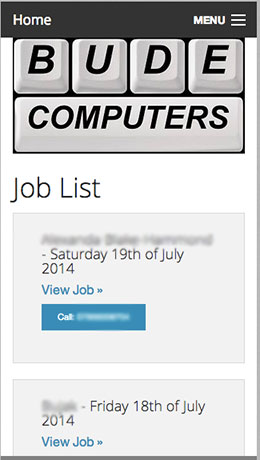 Home MENU
BUDE
COMPUTERS
Job List
- Saturday 19th of July
2014
View Job »
Call:
- Friday 18th of July
2014
View Job »